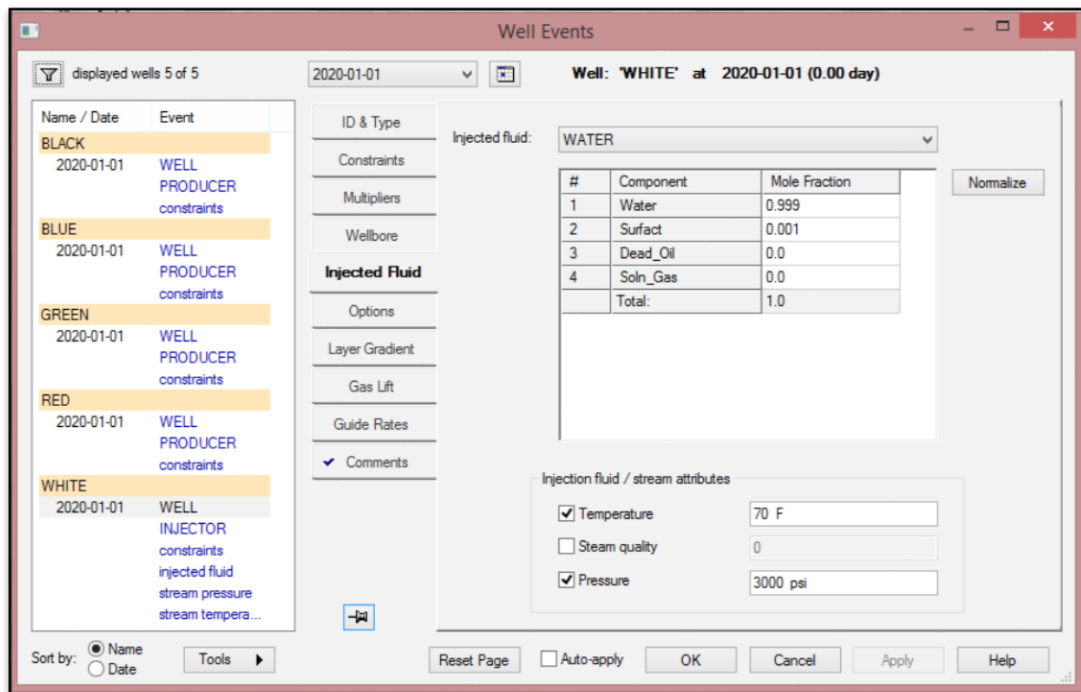 Well Events
displayed wells 5 of 5
2020-01-01
Well: 'WHITE' at 2020-01-01 (0.00 day)
Name / Date Event
BLACK
2020-01-01 WELL
PRODUCER
constraints
BLUE
2020-01-01 WELL
PRODUCER
constraints
GREEN
2020-01-01 WELL
PRODUCER
constraints
RED
2020-01-01 WELL
PRODUCER
constraints
WHITE
2020-01-01 WELL
INJECTOR
constraints
injected fluid
stream pressure
stream tempera...
Sort by: Name
Date
Tools
ID & Type
Constraints
Multipliers
Wellbore
Injected Fluid
Options
Layer Gradient
Gas Lift
Guide Rates
Comments
Injected fluid: WATER
# Component Mole Fraction
1 Water 0.999
2 Surfact 0.001
3 Dead_Oil 0.0
4 Soln_Gas 0.0
Total: 1.0
Normalize
Injection fluid / stream attributes
Temperature 70 F
Steam quality 0
Pressure 3000 psi
Reset Page Auto-apply OK Cancel Apply Help